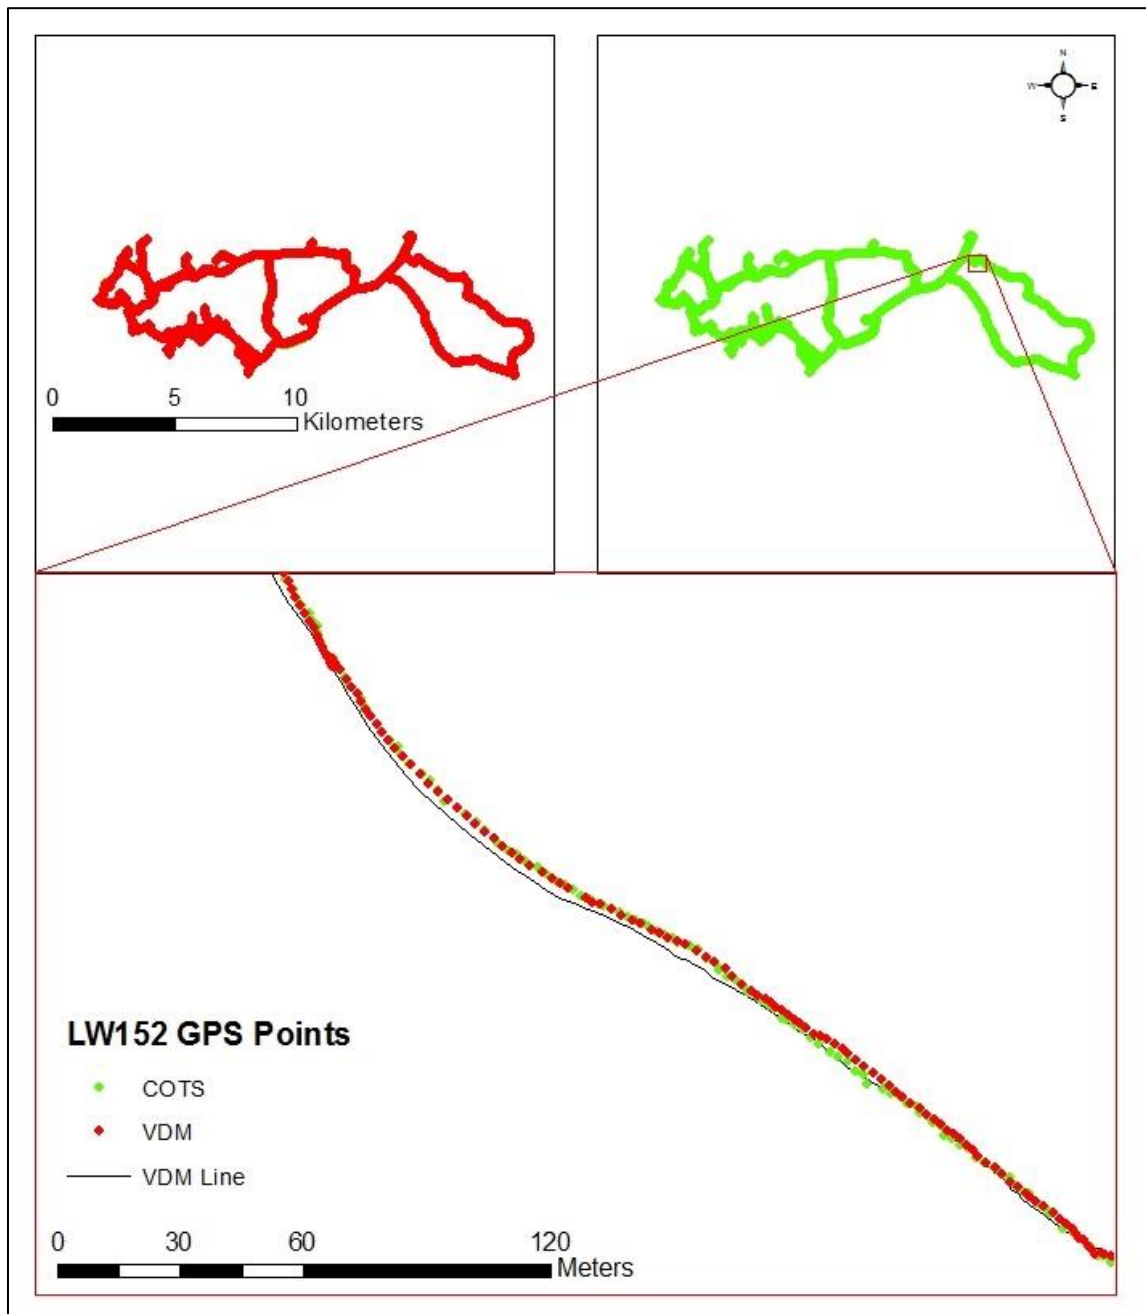 N
W E
S
0 5 10
Kilometers
LW152 GPS Points
COTS
VDM
VDM Line
0 30 60 120
Meters